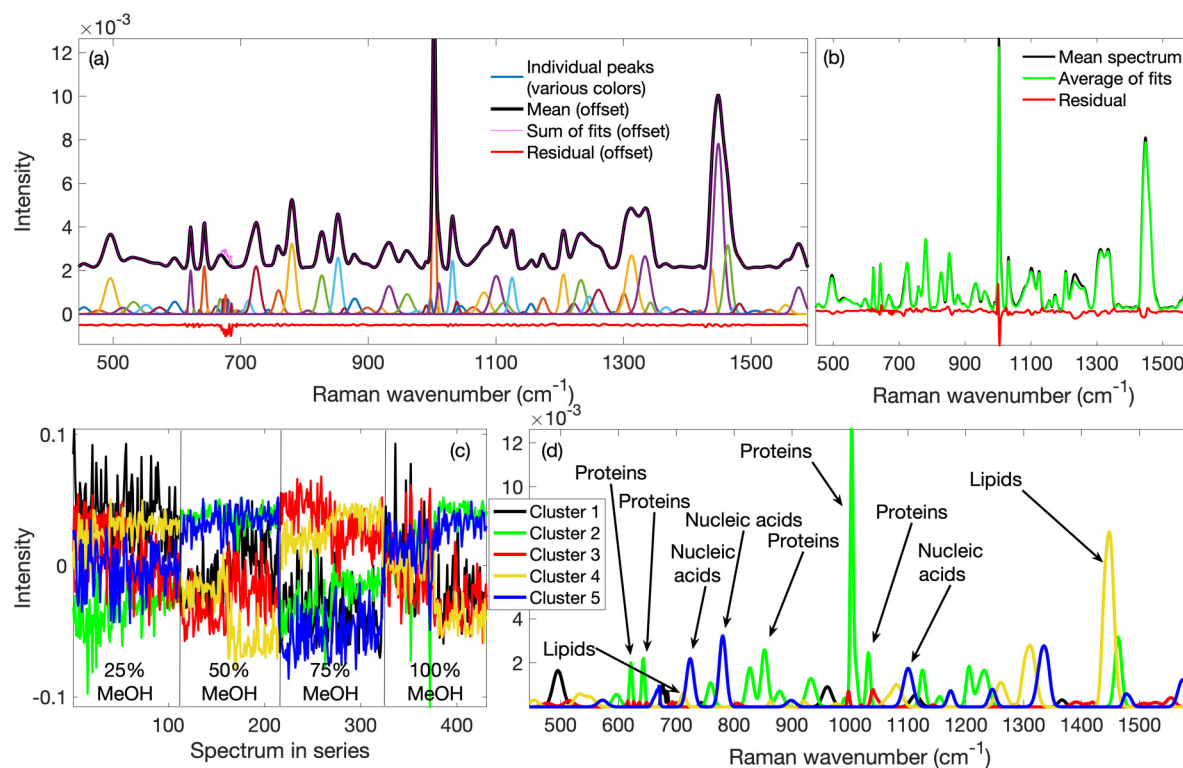 ×10⁻³
(a)
12
10
8
6
4
2
0
Intensity
Individual peaks
(various colors)
Mean (offset)
Sum of fits (offset)
Residual (offset)
500 700 900 1100 1300 1500
Raman wavenumber (cm⁻¹)
(b)
Mean spectrum
Average of fits
Residual
500 700 900 1100 1300 1500
Raman wavenumber (cm⁻¹)
(c)
0.1
0
-0.1
Intensity
25%
MeOH
50%
MeOH
75%
MeOH
100%
MeOH
100 200 300 400
Spectrum in series
×10⁻³
(d)
12
10
8
2
Cluster 1
Cluster 2
Cluster 3
Cluster 4
Cluster 5
Proteins
Proteins
Nucleic acids
Nucleic
acids
Lipids
Proteins
Proteins
Proteins
Nucleic
acids
Lipids
500 600 700 800 900 1000 1100 1200 1300 1400 1500
Raman wavenumber (cm⁻¹)